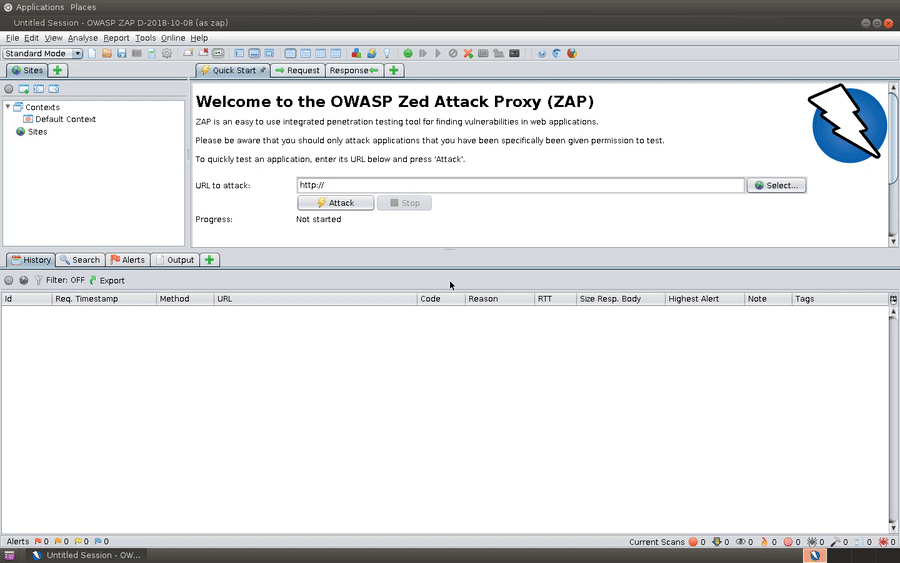 Applications Places
Untitled Session - OWASP ZAP D-2018-10-08 (as zap)
File Edit View Analyse Report Tools Online Help
Standard Mode
Sites
Quick Start Request Response
Contexts
Default Context
Sites
Welcome to the OWASP Zed Attack Proxy (ZAP)
ZAP is an easy to use integrated penetration testing tool for finding vulnerabilities in web applications.
Please be aware that you should only attack applications that you have been specifically been given permission to test.
To quickly test an application, enter its URL below and press 'Attack'.
URL to attack: http:// Select...
Attack Stop
Progress: Not started
History Search Alerts Output
Filter: OFF Export
Id Req. Timestamp Method URL Code Reason RTT Size Resp. Body Highest Alert Note Tags
Alerts 0 0 0 0 Current Scans 0 0 0 0 0 0 0 0 0
Untitled Session - OW...